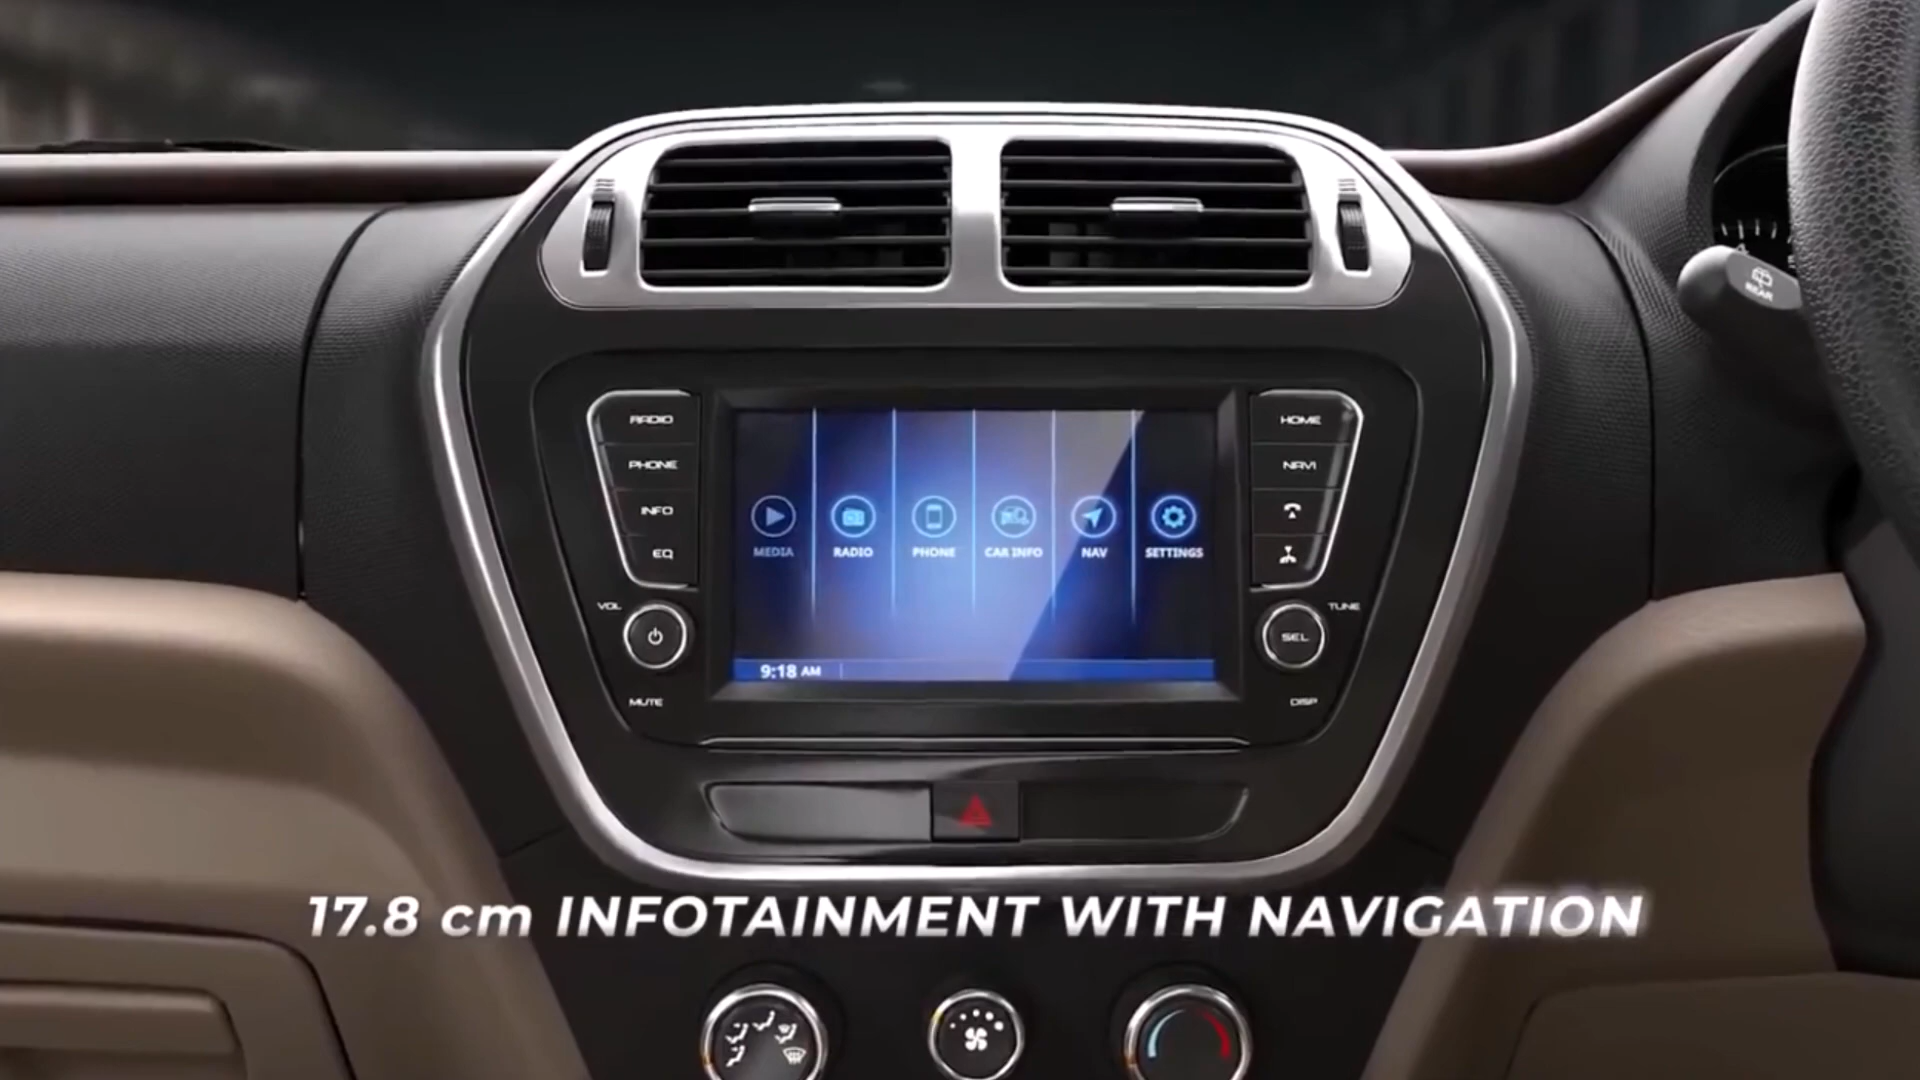 RADIO
PHONE
INFO
EQ
VOL
MUTE
HOME
NAVI
TUNE
SEL
DISP
MEDIA
RADIO
PHONE
CAR INFO
NAV
SETTINGS
9:18 AM
REAR
17.8 cm INFOTAINMENT WITH NAVIGATION